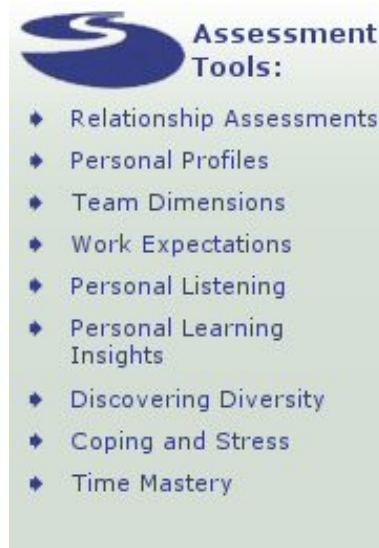 Assessment
Tools:
Relationship Assessments
Personal Profiles
Team Dimensions
Work Expectations
Personal Listening
Personal Learning
Insights
Discovering Diversity
Coping and Stress
Time Mastery